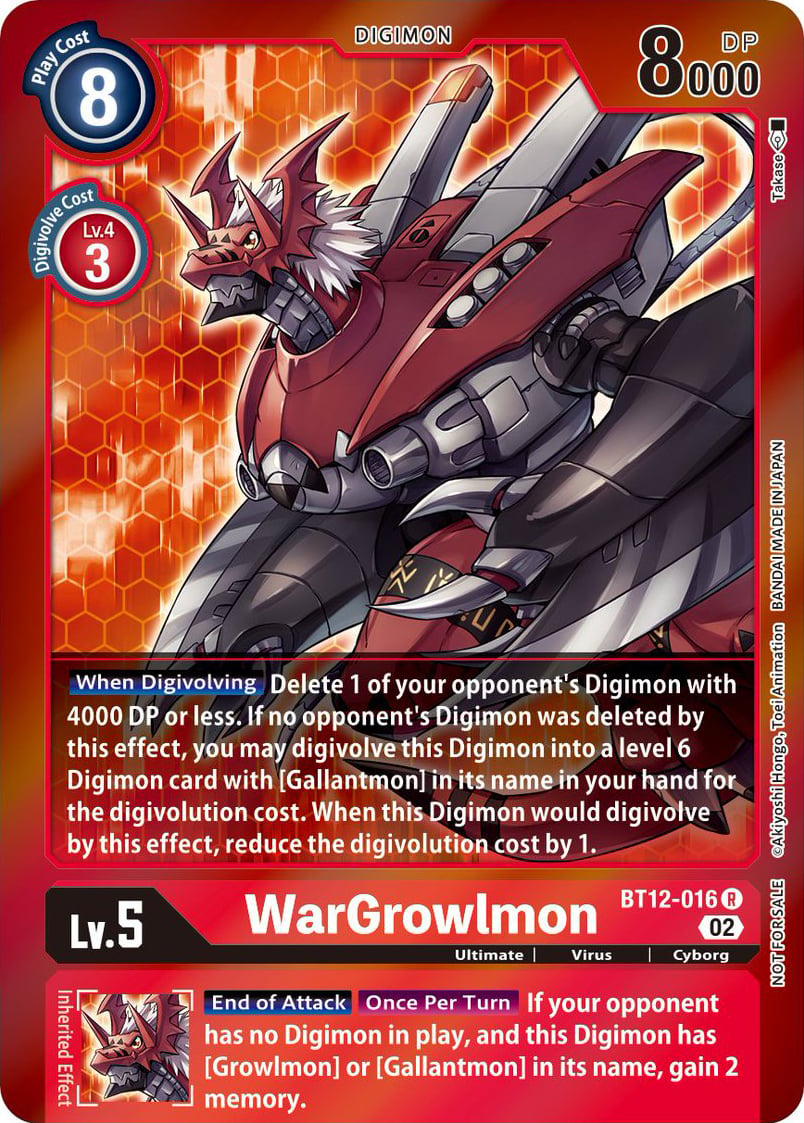 DIGIMON
Play Cost
8
8000
DP
Digivolve Cost
Lv.4
3
Takase
When Digivolving Delete 1 of your opponent's Digimon with
4000 DP or less. If no opponent's Digimon was deleted by
this effect, you may digivolve this Digimon into a level 6
Digimon card with [Gallantmon] in its name in your hand for
the digivolution cost. When this Digimon would digivolve
by this effect, reduce the digivolution cost by 1.
©Akiyoshi Hongo, Toei Animation BANDAI MADE IN JAPAN
NOT FOR SALE
Lv.5
WarGrowlmon
BT12-016 R
02
Ultimate | Virus | Cyborg
Inherited Effect
End of Attack Once Per Turn If your opponent
has no Digimon in play, and this Digimon has
[Growlmon] or [Gallantmon] in its name, gain 2
memory.